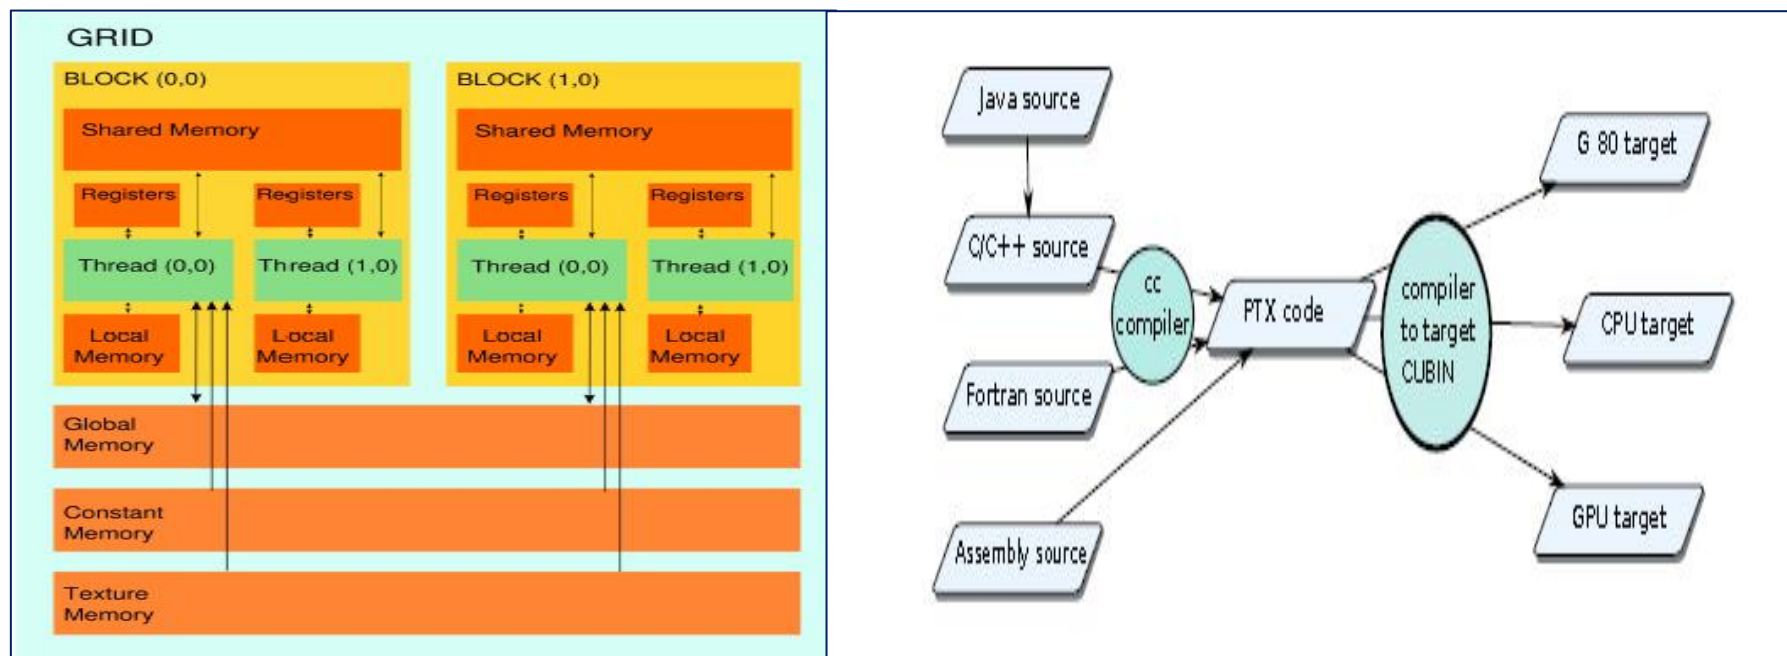 GRID
BLOCK (0,0)
Shared Memory
Registers
Registers
Thread (0,0)
Thread (1,0)
Local
Memory
Local
Memory
BLOCK (1,0)
Shared Memory
Registers
Registers
Thread (0,0)
Thread (1,0)
Local
Memory
Local
Memory
Global
Memory
Constant
Memory
Texture
Memory
Java source
C/C++ source
cc
compiler
Fortran source
Assembly source
PTX code
compiler
to target
CUBIN
G 80 target
CPU target
GPU target